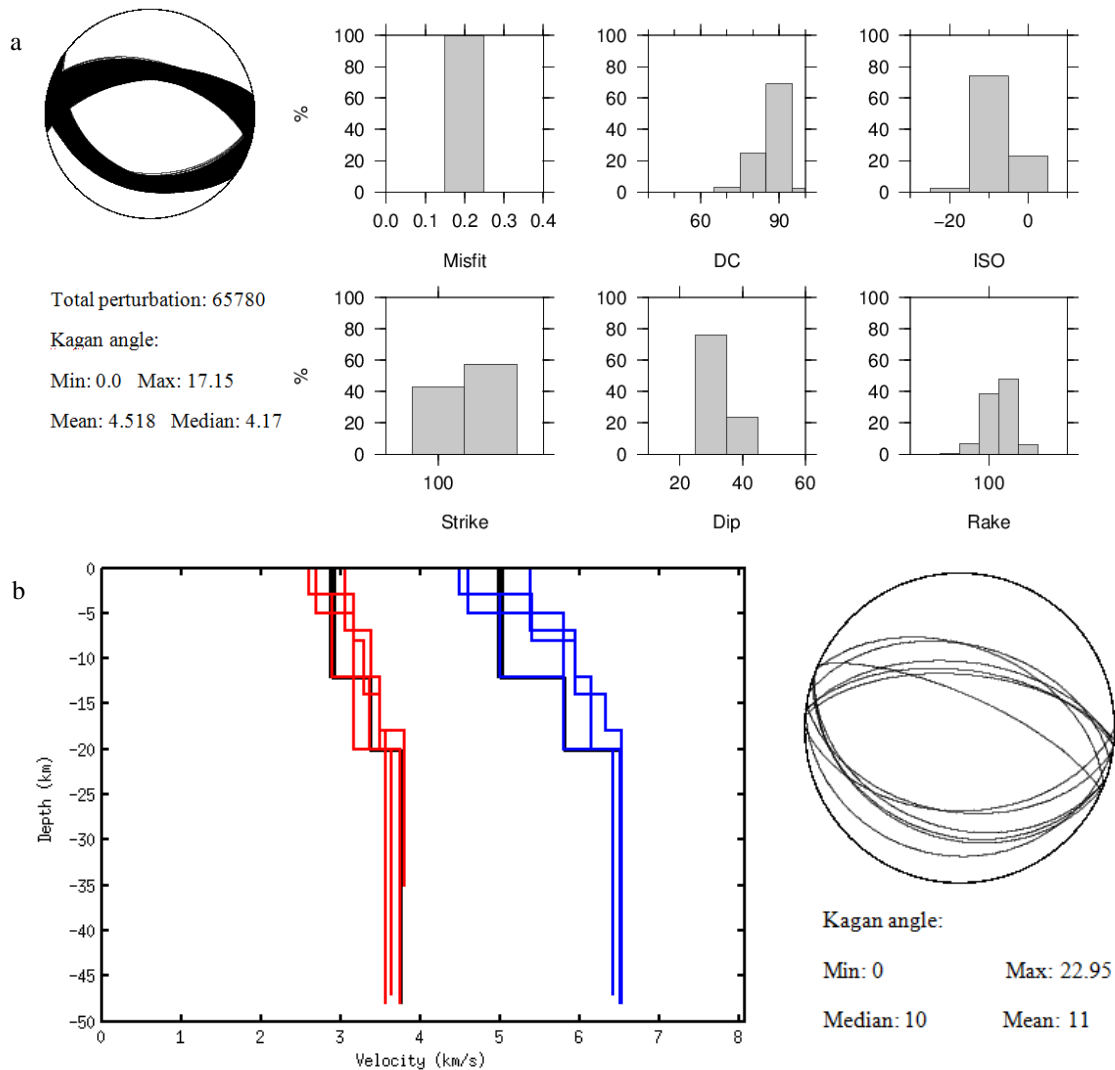 a
100
80
60
40
20
0
%
0.0 0.1 0.2 0.3 0.4
Misfit
100
80
60
40
20
0
60 90
DC
100
80
60
40
20
0
−20 0
ISO
Total perturbation: 65780
Kagan angle:
Min: 0.0 Max: 17.15
Mean: 4.518 Median: 4.17
100
80
60
40
20
0
%
100
Strike
100
80
60
40
20
0
20 40 60
Dip
100
80
60
40
20
0
100
Rake
b
0
-5
-10
-15
-20
-25
-30
-35
-40
-45
-50
Depth (km)
0 1 2 3 4 5 6 7 8
Velocity (km/s)
Kagan angle:
Min: 0 Max: 22.95
Median: 10 Mean: 11